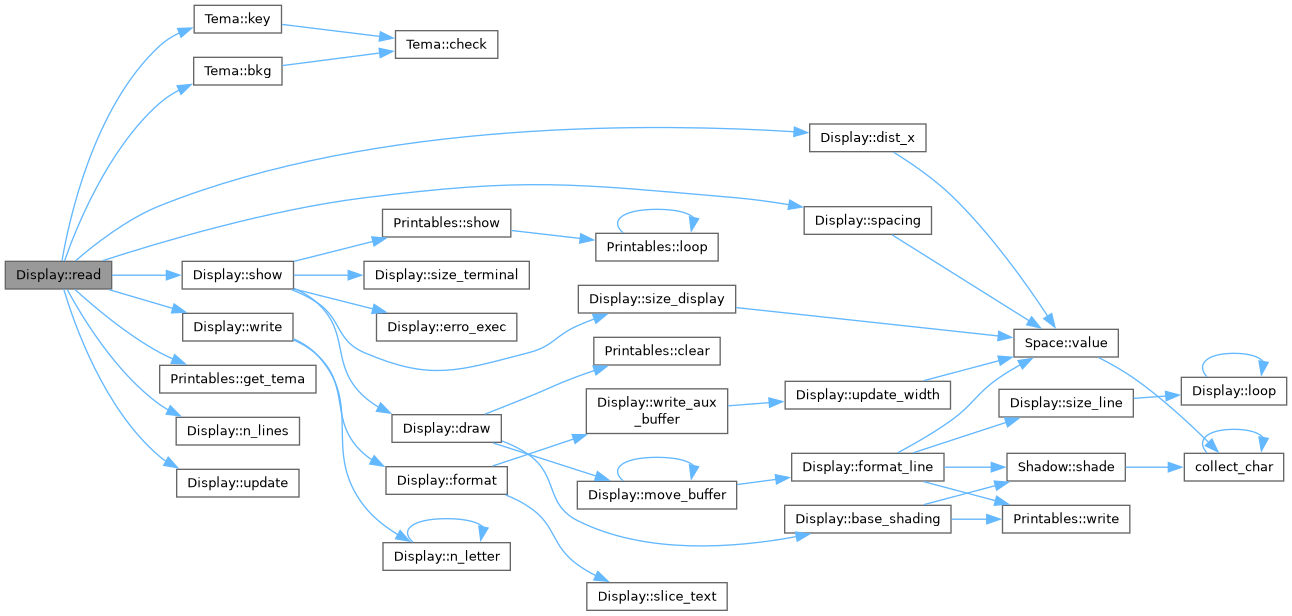 Display::read
Tema::key
Tema::bkg
Tema::check
Display::dist_x
Display::spacing
Printables::show
Printables::loop
Display::show
Display::size_terminal
Display::size_display
Display::write
Display::erro_exec
Printables::clear
Space::value
Printables::get_tema
Display::write_aux
_buffer
Display::update_width
Display::size_line
Display::loop
Display::n_lines
Display::draw
Display::update
Display::format
Display::move_buffer
Display::format_line
Shadow::shade
collect_char
Display::base_shading
Printables::write
Display::n_letter
Display::slice_text